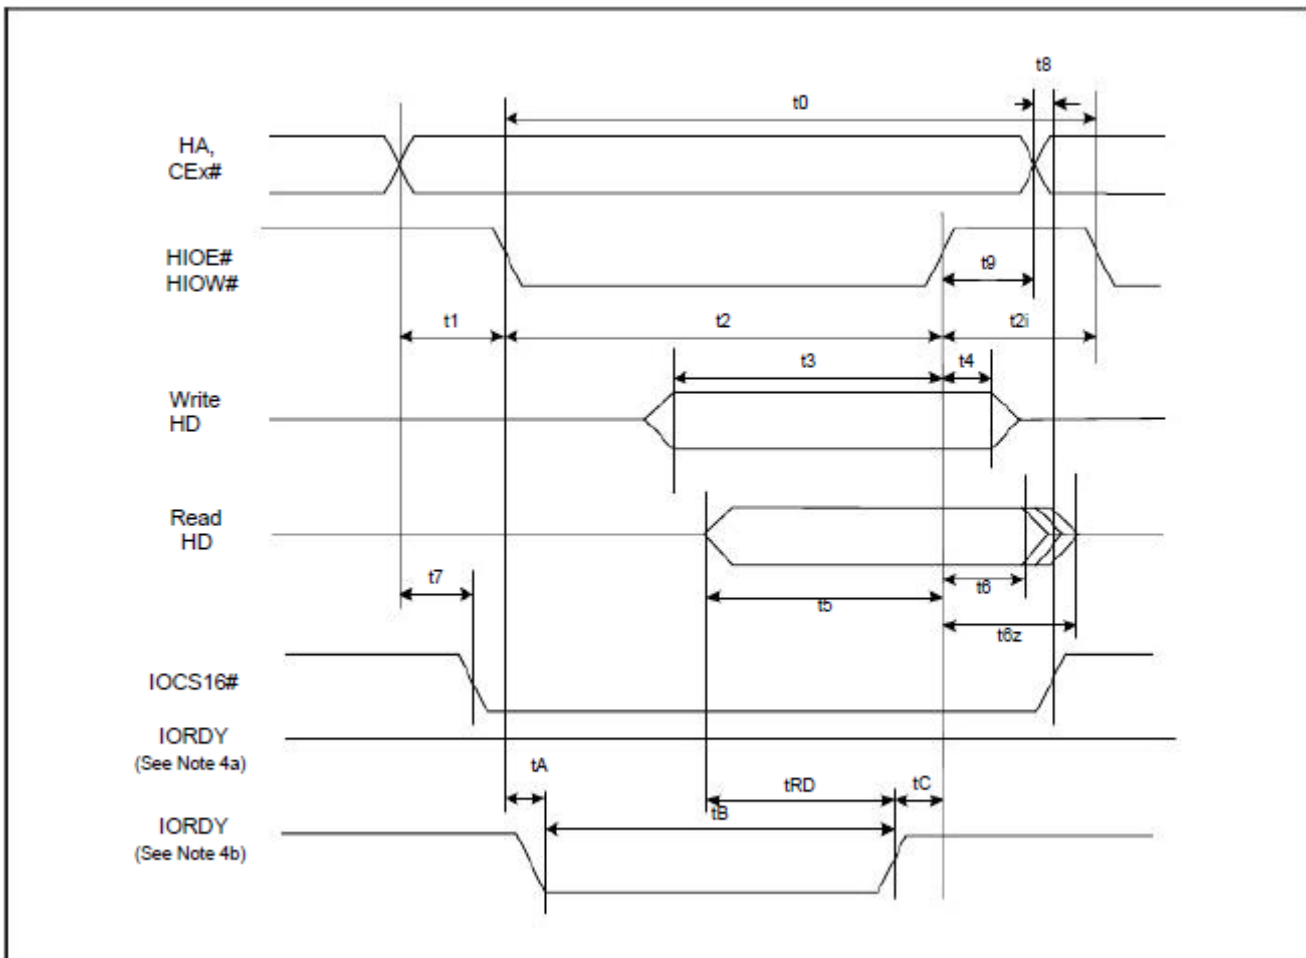 t8
t0
HA,
CEx#
HIOE#
HIOW#
t9
t1
t2
t2i
t3
t4
Write
HD
Read
HD
t7
t6
t5
t6z
IOCS16#
IORDY
(See Note 4a)
tA
tRD
tC
tB
IORDY
(See Note 4b)